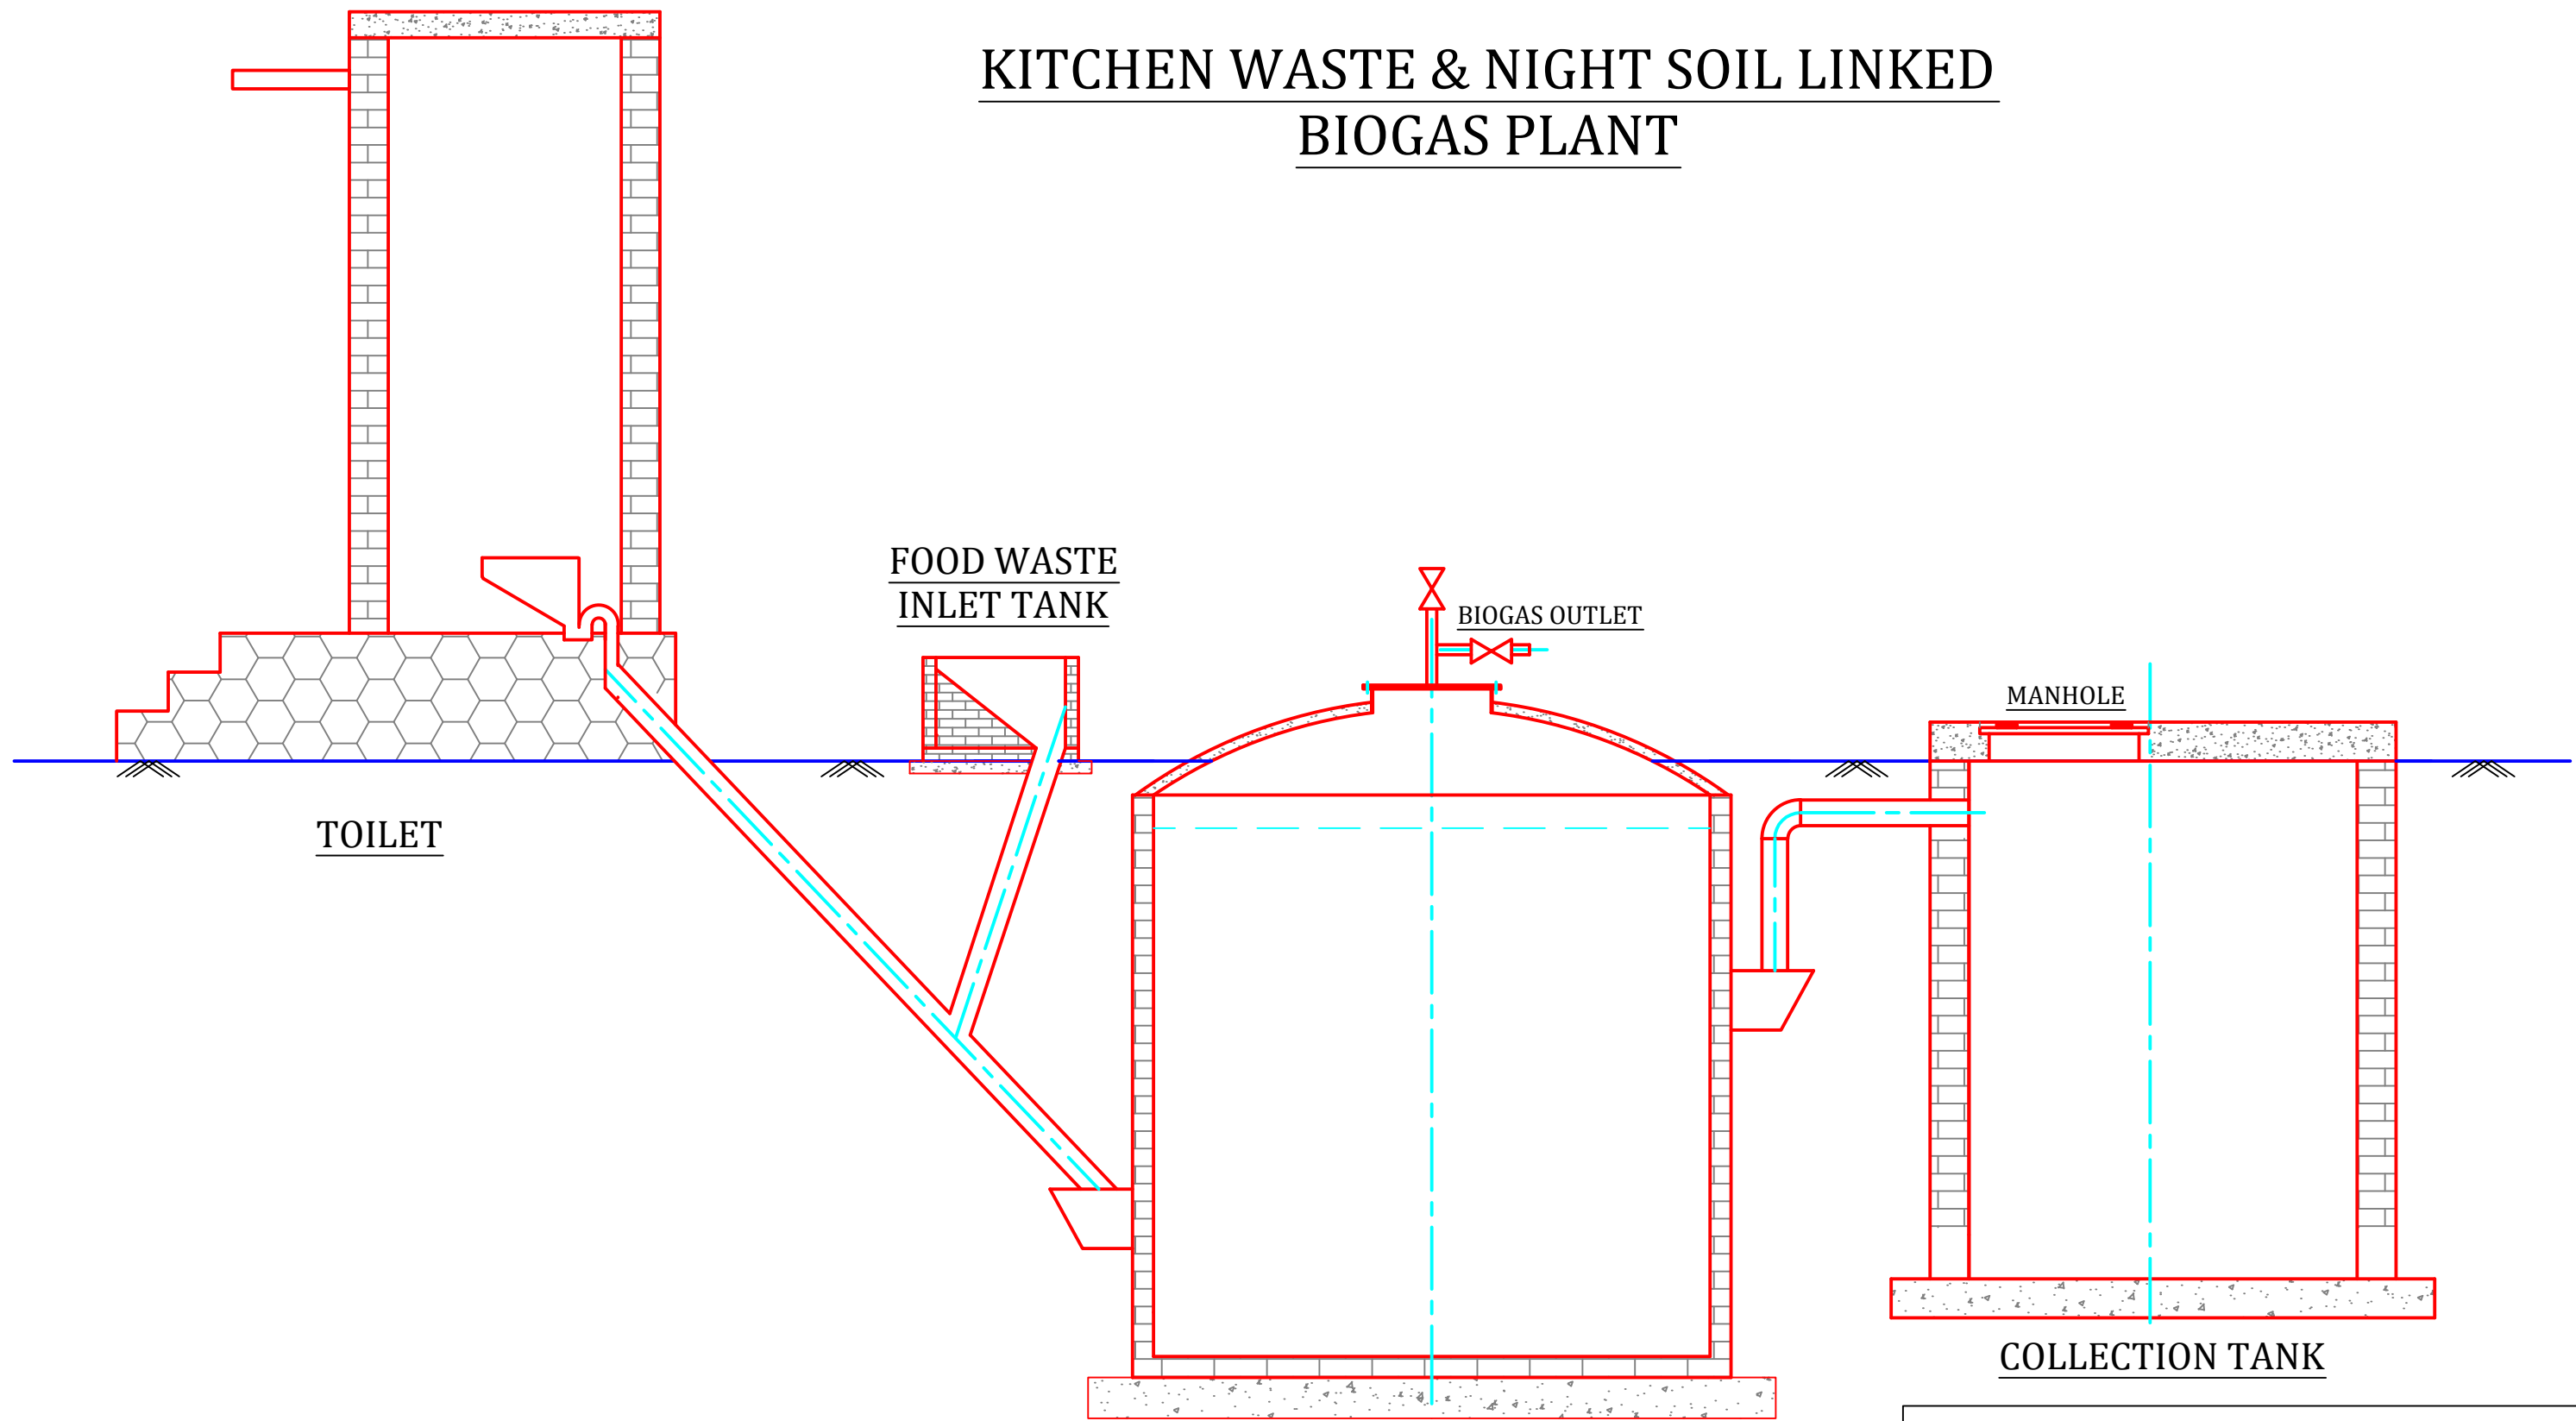 KITCHEN WASTE & NIGHT SOIL LINKED
BIOGAS PLANT
FOOD WASTE
INLET TANK
BIOGAS OUTLET
MANHOLE
TOILET
COLLECTION TANK